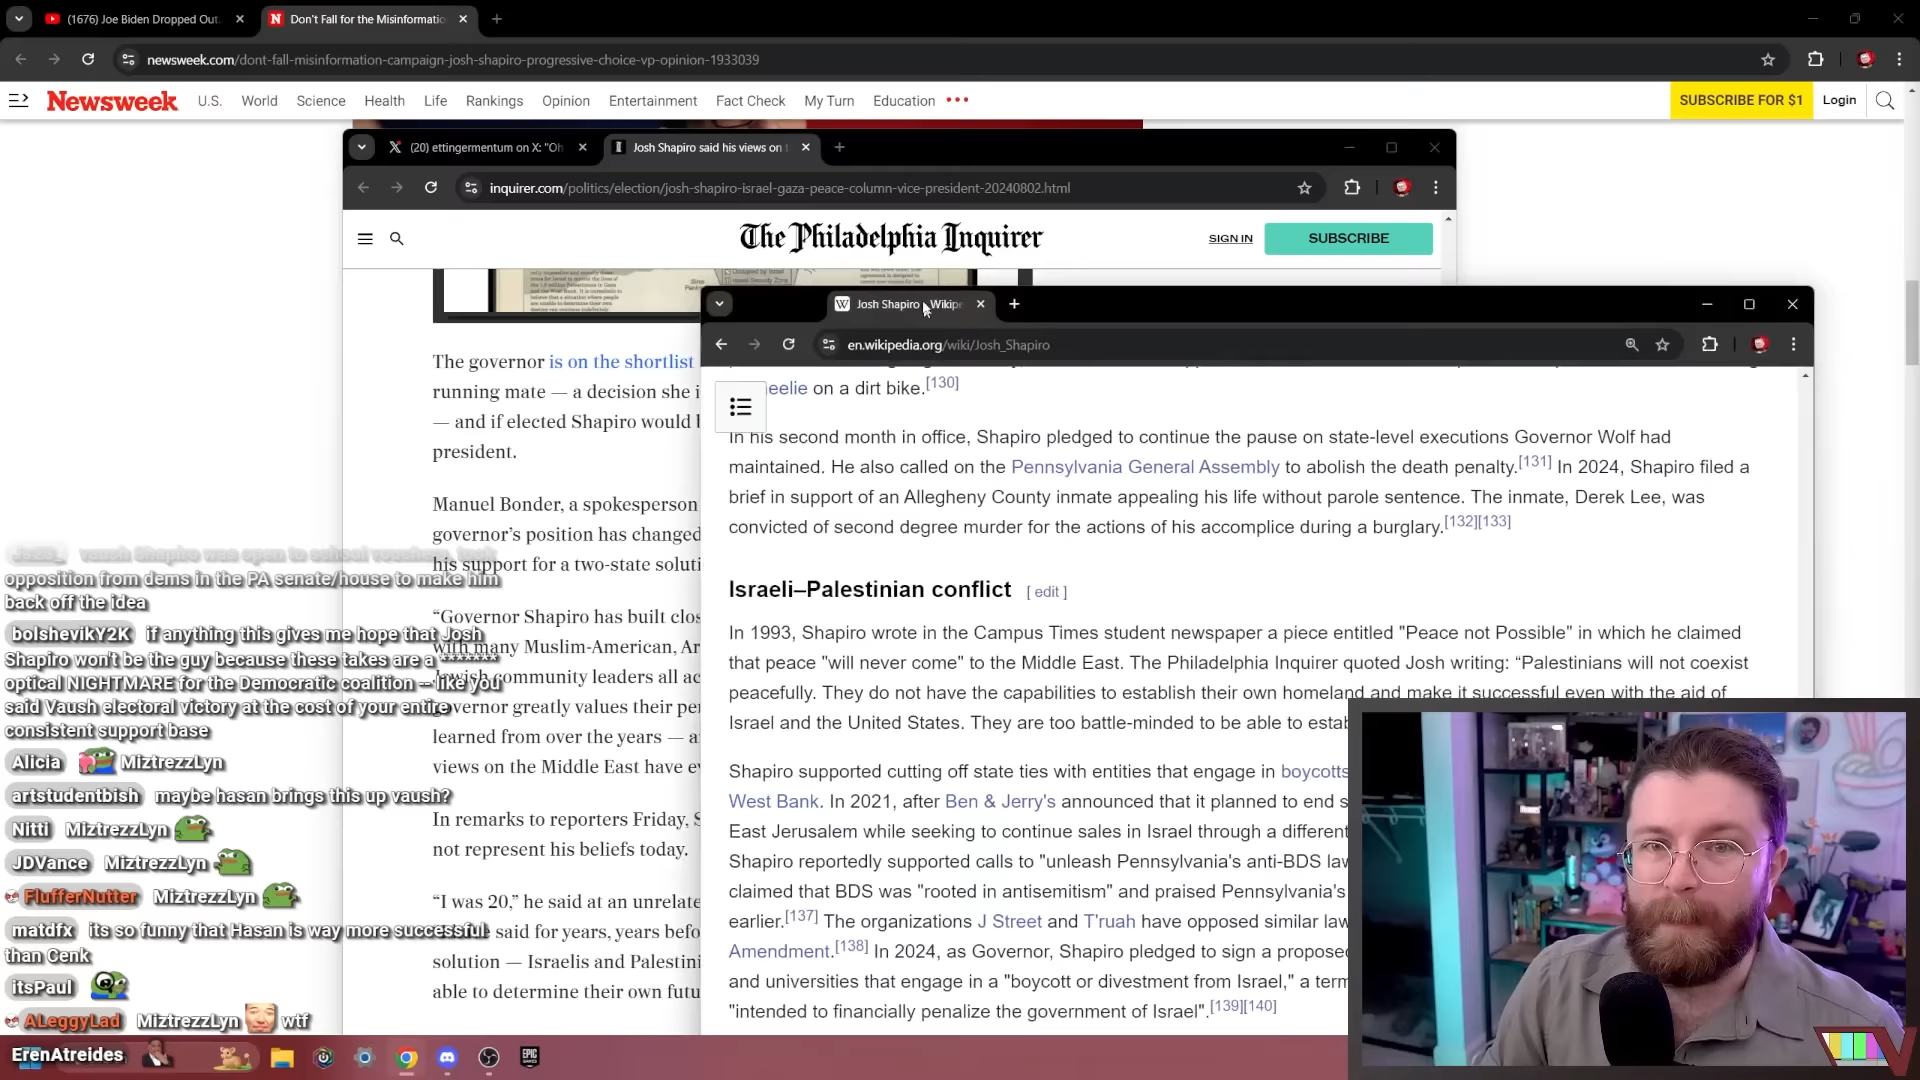 (1676) Joe Biden Dropped Out
Don't Fall for the Misinformatio
newsweek.com/dont-fall-misinformation-campaign-josh-shapiro-progressive-choice-vp-opinion-1933039
Newsweek
U.S.
World
Science
Health
Life
Rankings
Opinion
Entertainment
Fact Check
My Turn
Education
SUBSCRIBE FOR $1
Login
(20) ettingermentum on X: "Oh
Josh Shapiro said his views on t
inquirer.com/politics/election/josh-shapiro-israel-gaza-peace-column-vice-president-20240802.html
The Philadelphia Inquirer
SIGN IN
SUBSCRIBE
The governor is on the shortlist
running mate — a decision she i
— and if elected Shapiro would
president.
Manuel Bonder, a spokesperson
governor's position has changed
his support for a two-state soluti
"Governor Shapiro has built clos
with many Muslim-American, Ar
Jewish community leaders all ac
governor greatly values their per
learned from over the years — a
views on the Middle East have ev
In remarks to reporters Friday, S
not represent his beliefs today.
"I was 20," he said at an unrelate
said for years, years befo
solution — Israelis and Palestini
able to determine their own futu
Josh Shapiro - Wikipe
en.wikipedia.org/wiki/Josh_Shapiro
eelie on a dirt bike.[130]
In his second month in office, Shapiro pledged to continue the pause on state-level executions Governor Wolf had
maintained. He also called on the Pennsylvania General Assembly to abolish the death penalty.[131] In 2024, Shapiro filed a
brief in support of an Allegheny County inmate appealing his life without parole sentence. The inmate, Derek Lee, was
convicted of second degree murder for the actions of his accomplice during a burglary.[132][133]
Israeli–Palestinian conflict [ edit ]
In 1993, Shapiro wrote in the Campus Times student newspaper a piece entitled "Peace not Possible" in which he claimed
that peace "will never come" to the Middle East. The Philadelphia Inquirer quoted Josh writing: “Palestinians will not coexist
peacefully. They do not have the capabilities to establish their own homeland and make it successful even with the aid of
Israel and the United States. They are too battle-minded to be able to estab
Shapiro supported cutting off state ties with entities that engage in boycotts
West Bank. In 2021, after Ben & Jerry's announced that it planned to end s
East Jerusalem while seeking to continue sales in Israel through a different
Shapiro reportedly supported calls to "unleash Pennsylvania's anti-BDS law
claimed that BDS was "rooted in antisemitism" and praised Pennsylvania's
earlier.[137] The organizations J Street and T'ruah have opposed similar law
Amendment.[138] In 2024, as Governor, Shapiro pledged to sign a propose
and universities that engage in a "boycott or divestment from Israel," a term
"intended to financially penalize the government of Israel".[139][140]
vaush Shapiro was open to school vouchers, took
opposition from dems in the PA senate/house to make him
back off the idea
bolshevikY2K if anything this gives me hope that Josh
Shapiro won't be the guy because these takes are a *******
optical NIGHTMARE for the Democratic coalition -- like you
said Vaush electoral victory at the cost of your entire
consistent support base
Alicia MiztrezzLyn
artstudentbish maybe hasan brings this up vaush?
Nitti MiztrezzLyn
JDVance MiztrezzLyn
FlufferNutter MiztrezzLyn
matdfx its so funny that Hasan is way more successful
than Cenk
itsPaul
ALeggyLad MiztrezzLyn wtf
ErenAtreides
EPIC